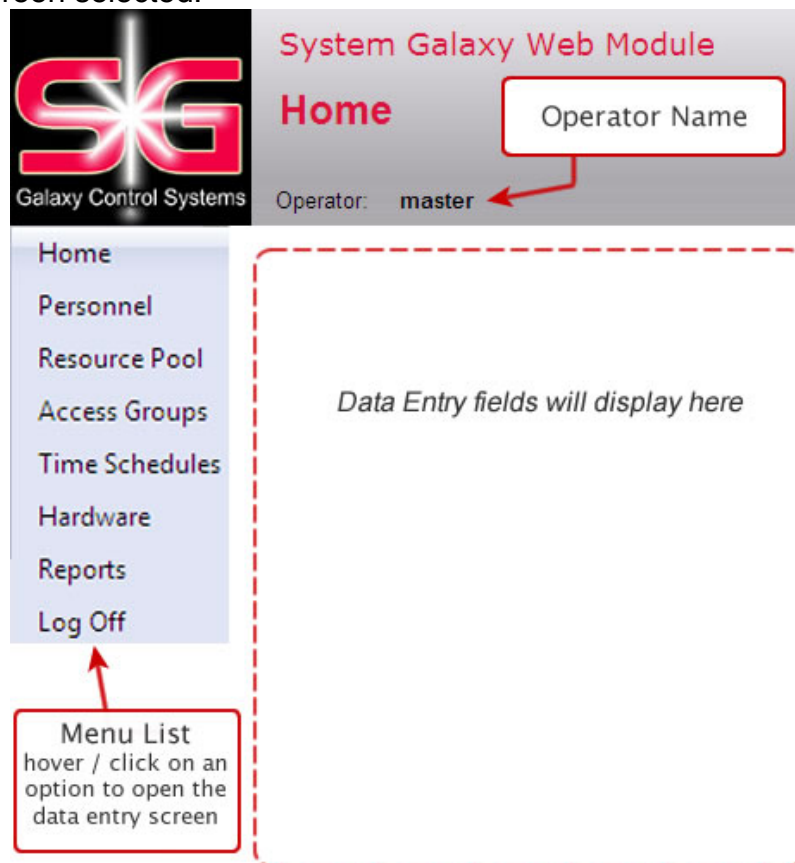 System Galaxy Web Module
Home
Operator Name
SG
Galaxy Control Systems
Operator: master
Home
Personnel
Resource Pool
Access Groups
Time Schedules
Hardware
Reports
Log Off
Data Entry fields will display here
Menu List
hover / click on an
option to open the
data entry screen